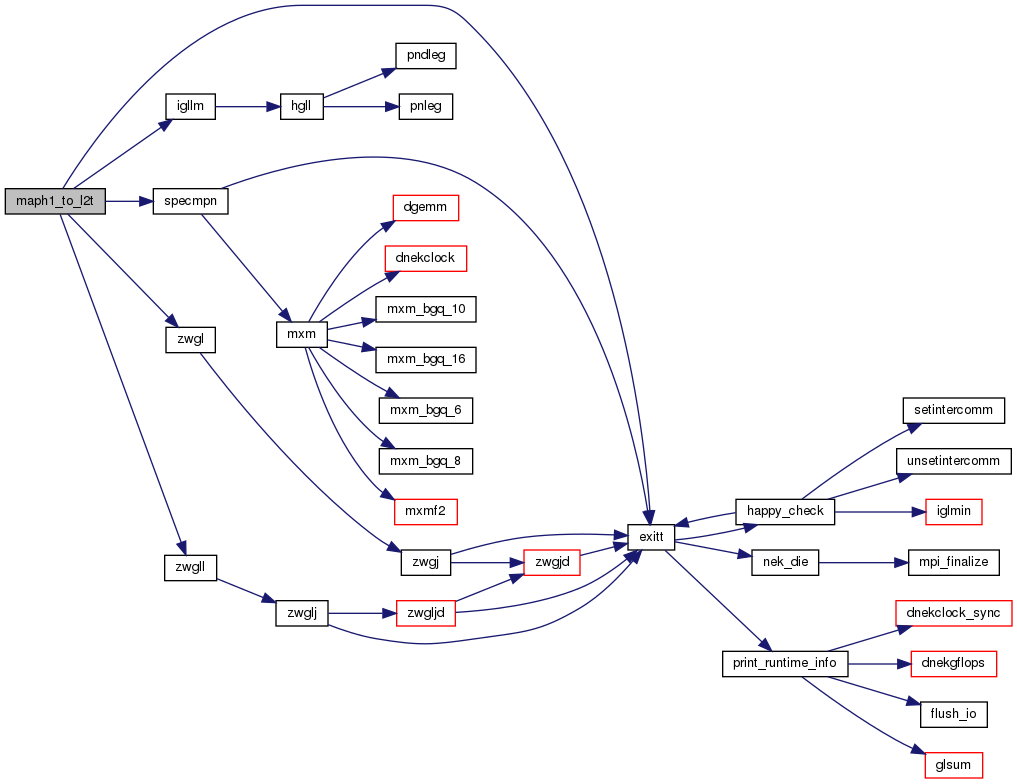 pndleg
igllm
hgll
pnleg
maph1_to_l2t
specmpn
dgemm
dnekclock
mxm_bgq_10
mxm
zwgl
mxm_bgq_16
mxm_bgq_6
mxm_bgq_8
mxmf2
setintercomm
unsetintercomm
happy_check
iglmin
exitt
zwgj
zwgjd
nek_die
mpi_finalize
zwgll
zwglj
zwgljd
dnekclock_sync
print_runtime_info
dnekgflops
flush_io
glsum